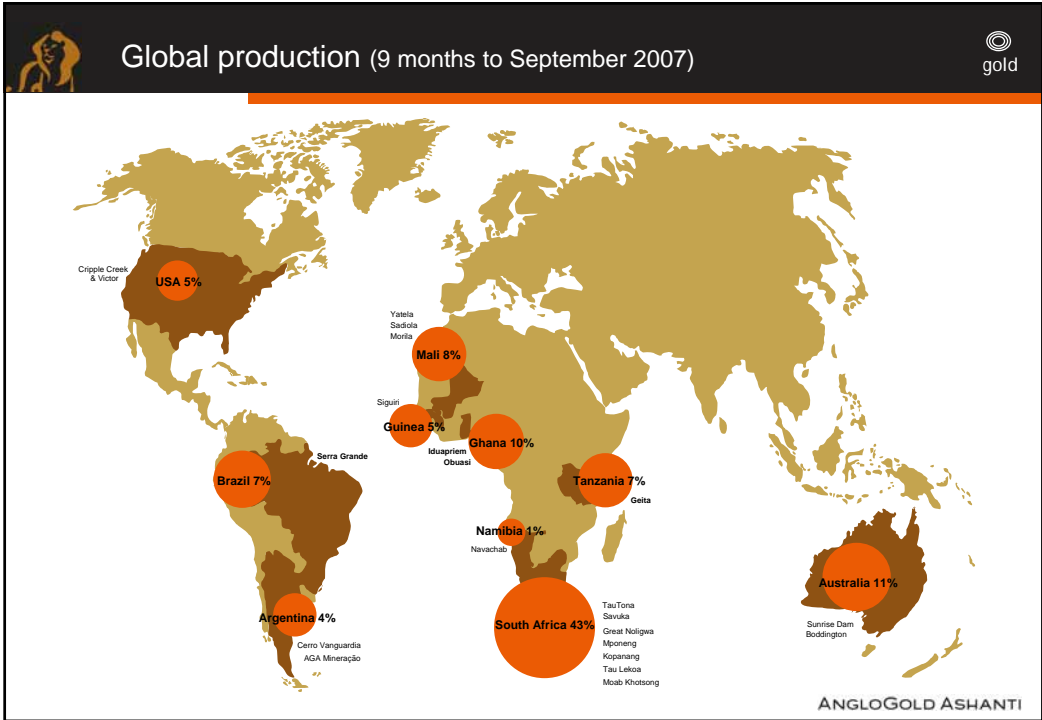 Global production (9 months to September 2007)
gold
Cripple Creek
& Victor
USA 5%
Yatela
Sadiola
Morila
Mali 8%
Siguiri
Guinea 5%
Ghana 10%
Iduapriem
Obuasi
Serra Grande
Brazil 7%
Tanzania 7%
Geita
Namibia 1%
Navachab
Australia 11%
Sunrise Dam
Boddington
Argentina 4%
Cerro Vanguardia
AGA Mineração
South Africa 43%
TauTona
Savuka
Great Noligwa
Mponeng
Kopanang
Tau Lekoa
Moab Khotsong
ANGLOGOLD ASHANTI